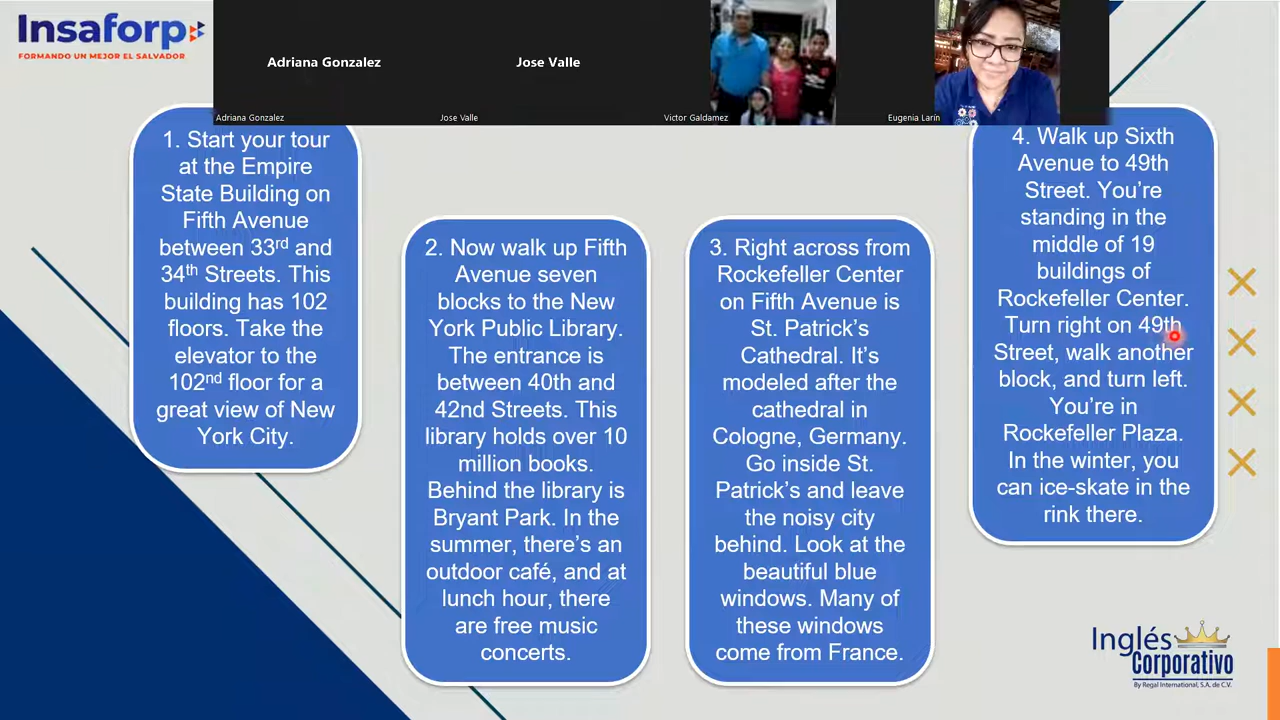 Insaforp
FORMANDO UN MEJOR EL SALVADOR
Adriana Gonzalez
Jose Valle
Adriana Gonzalez
Jose Valle
Victor Galdamez
Eugenia Larín
1. Start your tour
at the Empire
State Building on
Fifth Avenue
between 33rd and
34th Streets. This
building has 102
floors. Take the
elevator to the
102nd floor for a
great view of New
York City.
2. Now walk up Fifth
Avenue seven
blocks to the New
York Public Library.
The entrance is
between 40th and
42nd Streets. This
library holds over 10
million books.
Behind the library is
Bryant Park. In the
summer, there's an
outdoor café, and at
lunch hour, there
are free music
concerts.
3. Right across from
Rockefeller Center
on Fifth Avenue is
St. Patrick's
Cathedral. It's
modeled after the
cathedral in
Cologne, Germany.
Go inside St.
Patrick's and leave
the noisy city
behind. Look at the
beautiful blue
windows. Many of
these windows
come from France.
4. Walk up Sixth
Avenue to 49th
Street. You're
standing in the
middle of 19
buildings of
Rockefeller Center.
Turn right on 49th
Street, walk another
block, and turn left.
You're in
Rockefeller Plaza.
In the winter, you
can ice-skate in the
rink there.
Inglés
Corporativo
By Regal International, S.A. de C.V.